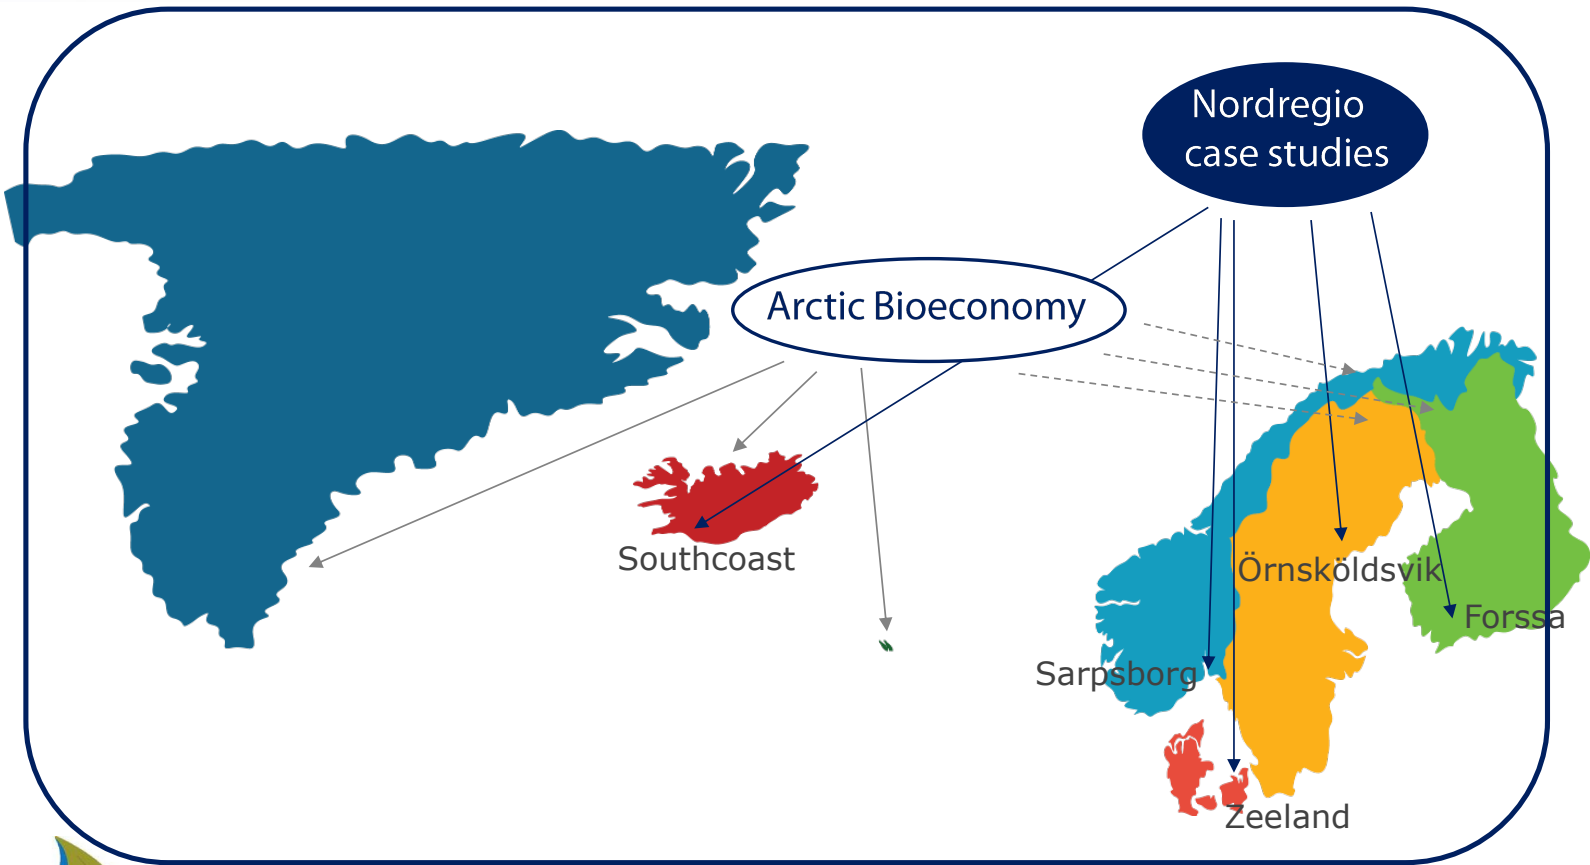 Nordregio
case studies
Arctic Bioeconomy
Southcoast
Örnsköldsvik
Forssa
Sarpsborg
Zeeland